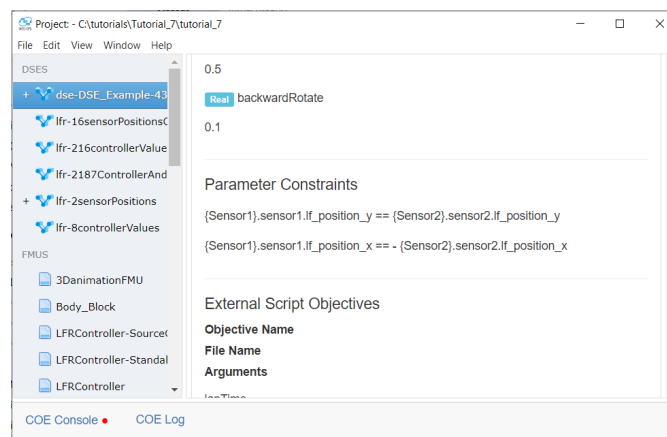 Project: - C:\tutorials\Tutorial_7\tutorial_7
File Edit View Window Help
DSES
+ dse-DSE_Example-43
lfr-16sensorPositionsC
lfr-216controllerValue
lfr-2187ControllerAnd
+ lfr-2sensorPositions
lfr-8controllerValues
FMUS
3DanimationFMU
Body_Block
LFRController-Source
LFRController-Standal
LFRController
0.5
Real backwardRotate
0.1
Parameter Constraints
{Sensor1}.sensor1.lf_position_y == {Sensor2}.sensor2.lf_position_y
{Sensor1}.sensor1.lf_position_x == - {Sensor2}.sensor2.lf_position_x
External Script Objectives
Objective Name
File Name
Arguments
lapTime
COE Console
COE Log